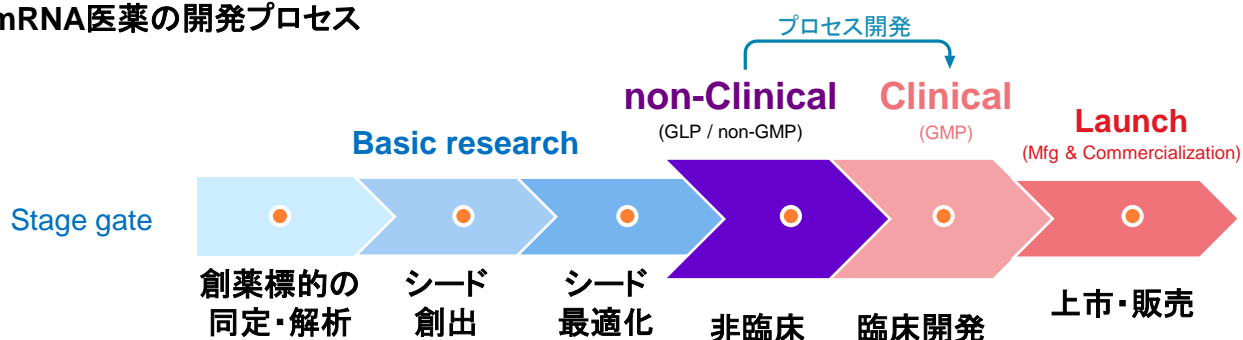 mRNA医薬の開発プロセス
プロセス開発
non-Clinical
(GLP / non-GMP)
Clinical
(GMP)
Launch
(Mfg & Commercialization)
Basic research
Stage gate
創薬標的の
同定・解析
シード
創出
シード
最適化
非臨床
臨床開発
上市・販売